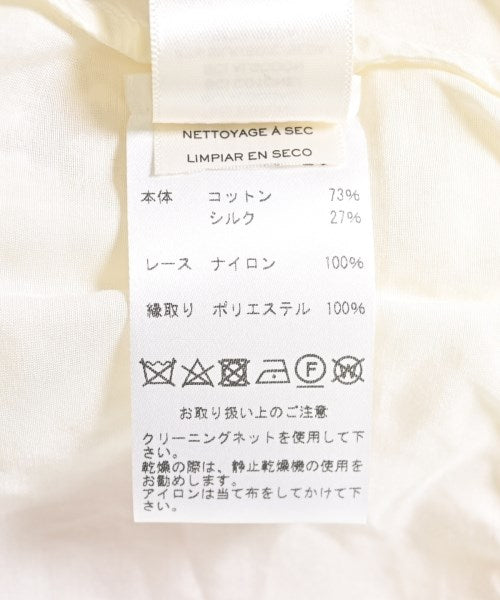 NETTOYAGE À SEC
LIMPIAR EN SECO
本体 コットン 73%
シルク 27%
レース ナイロン 100%
縁取り ポリエステル 100%
F W
お取り扱い上のご注意
クリーニングネットを使用して下
さい。
乾燥の際は、静止乾燥機の使用を
お勧めします。
アイロンは当て布をしてかけて下
さい。